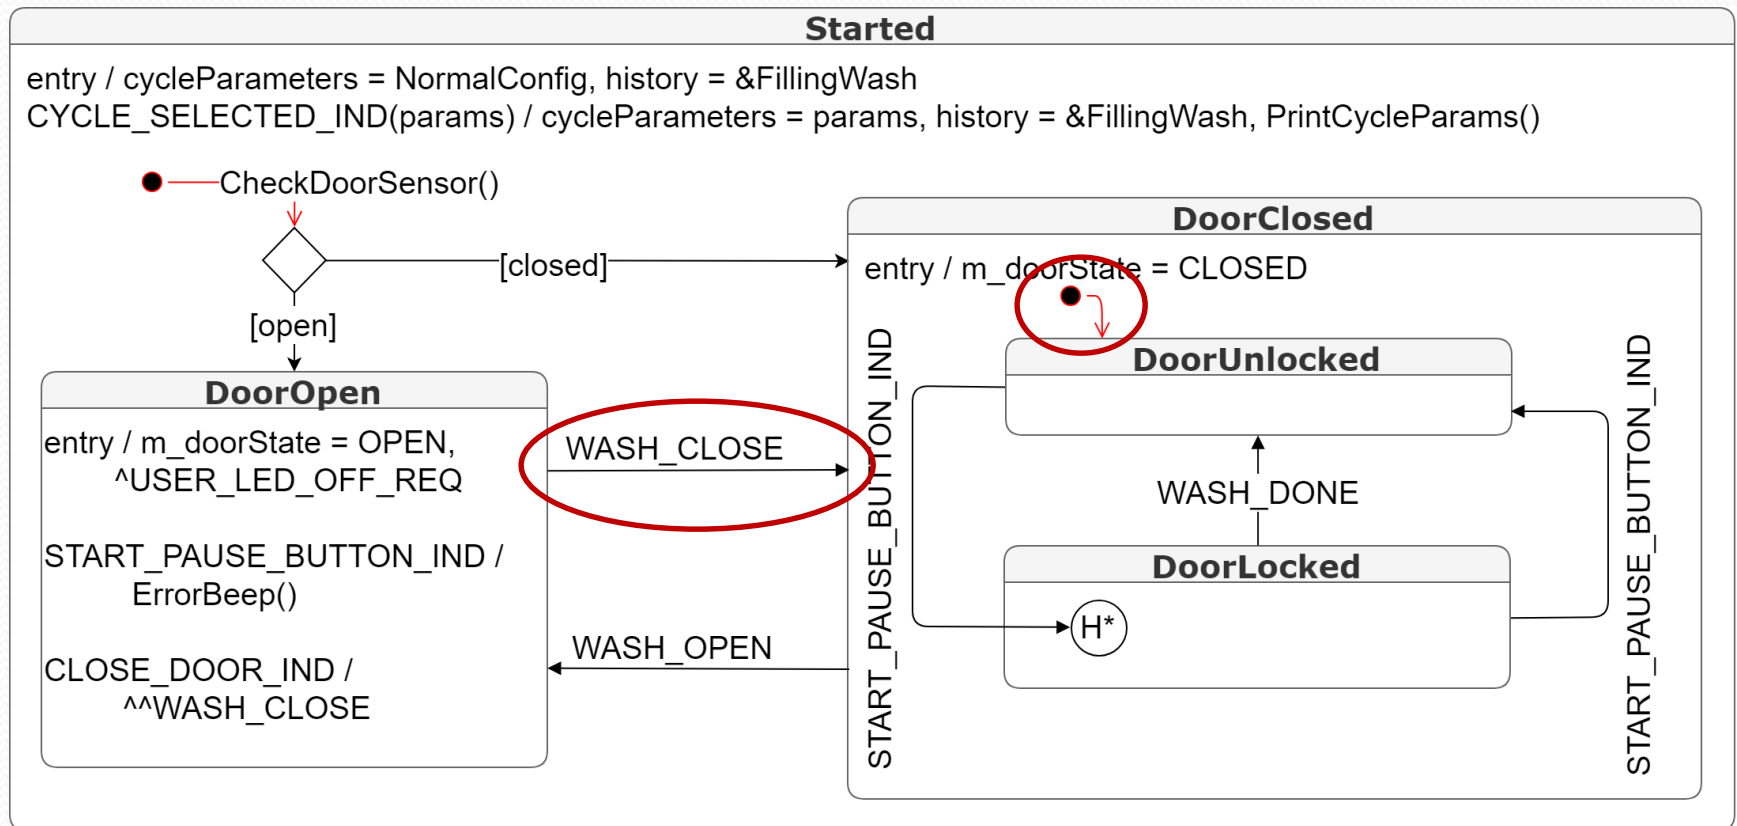 Started
entry / cycleParameters = NormalConfig, history = &FillingWash
CYCLE_SELECTED_IND(params) / cycleParameters = params, history = &FillingWash, PrintCycleParams()
CheckDoorSensor()
[closed]
[open]
DoorOpen
entry / m_doorState = OPEN,
^USER_LED_OFF_REQ
START_PAUSE_BUTTON_IND /
ErrorBeep()
CLOSE_DOOR_IND /
^^WASH_CLOSE
WASH_CLOSE
WASH_OPEN
DoorClosed
entry / m_doorState = CLOSED
START_PAUSE_BUTTON_IND
DoorUnlocked
WASH_DONE
DoorLocked
H*
START_PAUSE_BUTTON_IND